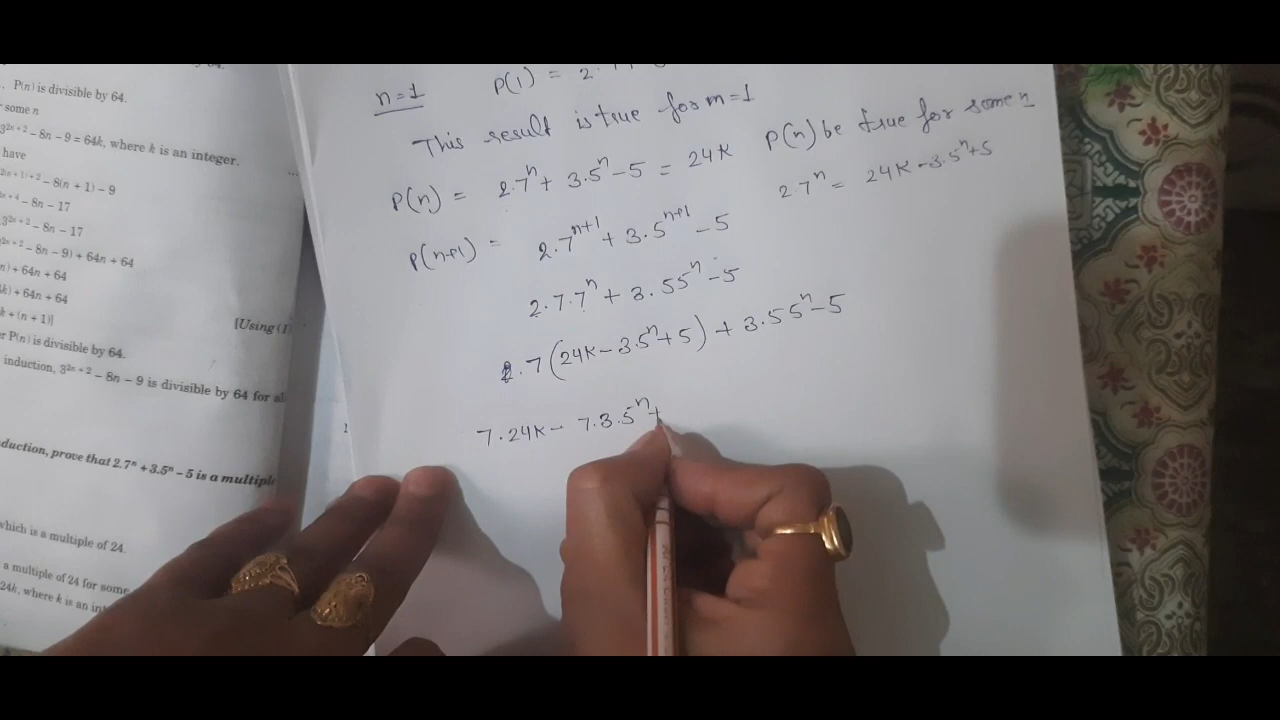 P(n) is divisible by 64.
some n
3²ⁿ⁺² – 8n – 9 = 64k, where k is an integer.
have
– 8(n + 1) – 9
– 8n – 17
3²ⁿ⁺² – 8n – 17
– 8n – 9) + 64n + 64
n) + 64n + 64
k) + 64n + 64
k + (n + 1)]
[Using (1)
P(n) is divisible by 64.
induction, 3²ⁿ⁺² – 8n – 9 is divisible by 64 for
duction, prove that 2.7ⁿ + 3.5ⁿ – 5 is a
which is a multiple of 24.
a multiple of 24 for some
24k, where k is an
n=1 P(1) = 2.
This result is true for m=1
P(n) = 2.7ⁿ + 3.5ⁿ – 5 = 24K P(n) be true for some n
2.7ⁿ = 24K – 3.5ⁿ + 5
P(n+1) = 2.7ⁿ⁺¹ + 3.5ⁿ⁺¹ – 5
2.7.7ⁿ + 3.55ⁿ – 5
.7(24K – 3.5ⁿ + 5) + 3.55ⁿ – 5
7.24K – 7.3.5ⁿ +